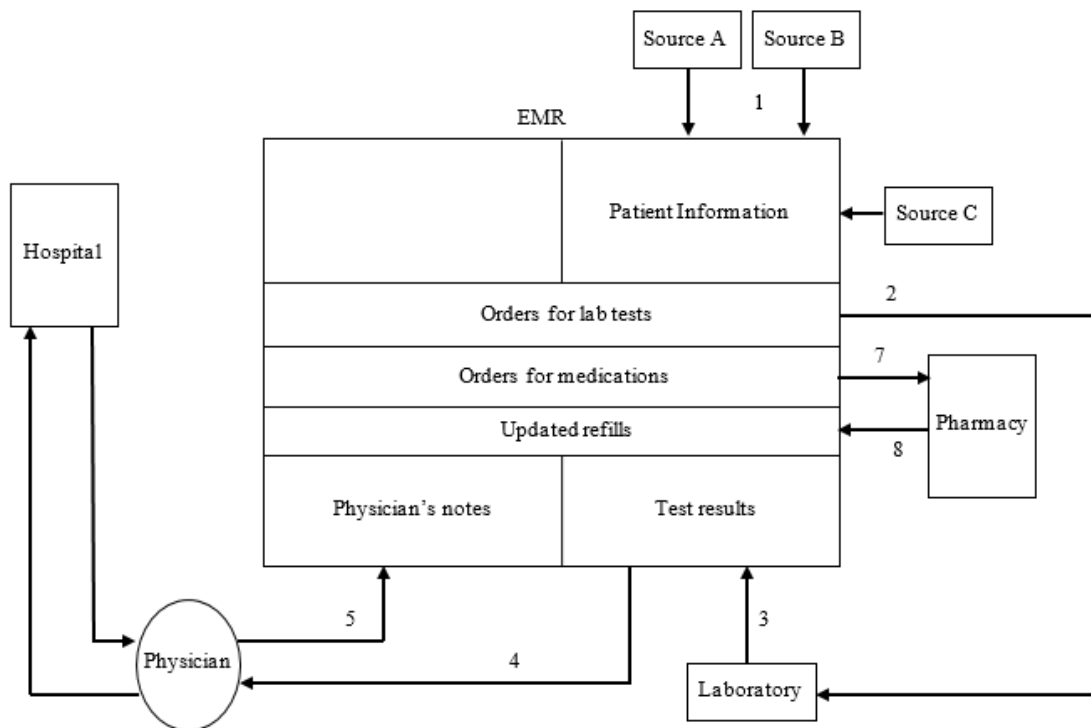 Source A
Source B
1
EMR
Patient Information
Source C
Hospital
2
Orders for lab tests
7
Orders for medications
Pharmacy
Updated refills
8
Physician's notes
Test results
5
3
Physician
4
Laboratory